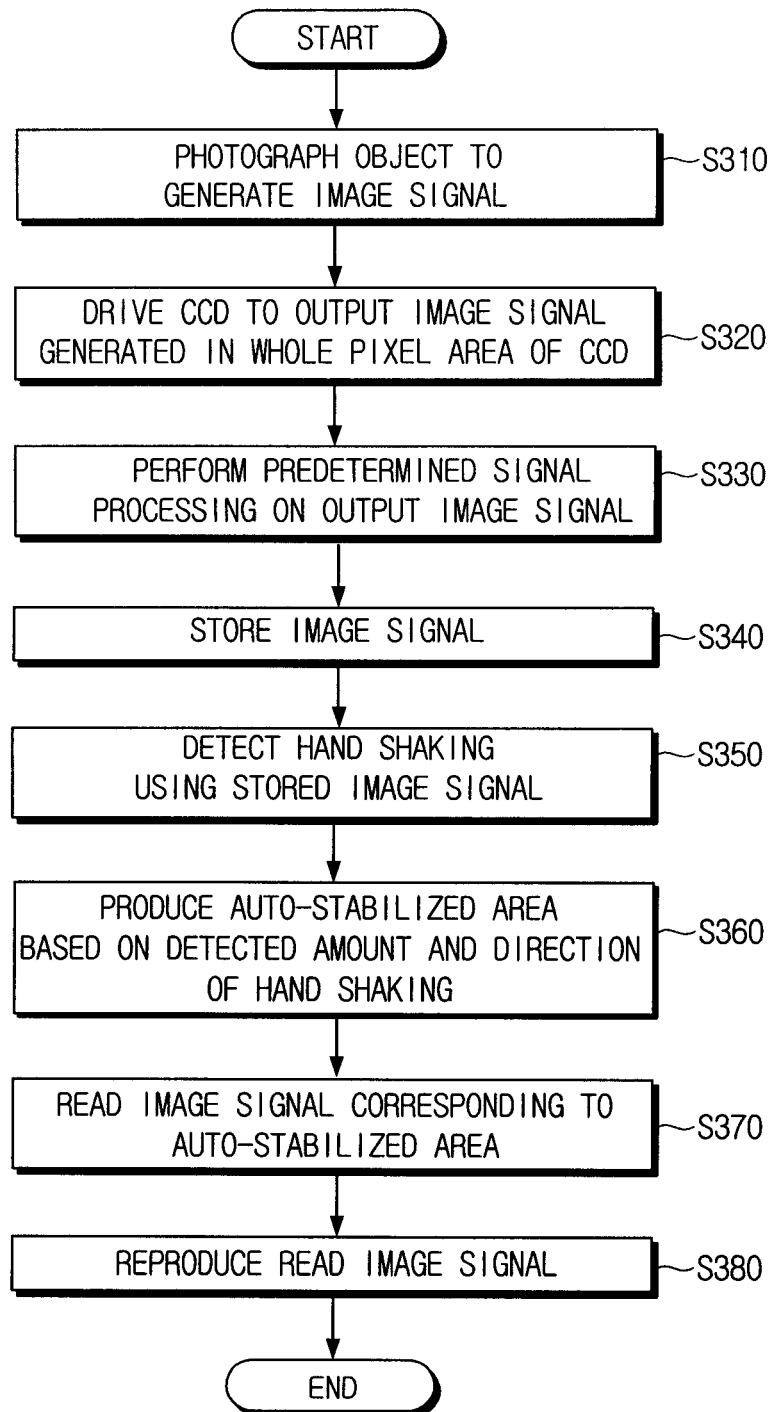 START
PHOTOGRAPH OBJECT TO
GENERATE IMAGE SIGNAL
S310
DRIVE CCD TO OUTPUT IMAGE SIGNAL
GENERATED IN WHOLE PIXEL AREA OF CCD
S320
PERFORM PREDETERMINED SIGNAL
PROCESSING ON OUTPUT IMAGE SIGNAL
S330
STORE IMAGE SIGNAL
S340
DETECT HAND SHAKING
USING STORED IMAGE SIGNAL
S350
PRODUCE AUTO-STABILIZED AREA
BASED ON DETECTED AMOUNT AND DIRECTION
OF HAND SHAKING
S360
READ IMAGE SIGNAL CORRESPONDING TO
AUTO-STABILIZED AREA
S370
REPRODUCE READ IMAGE SIGNAL
S380
END